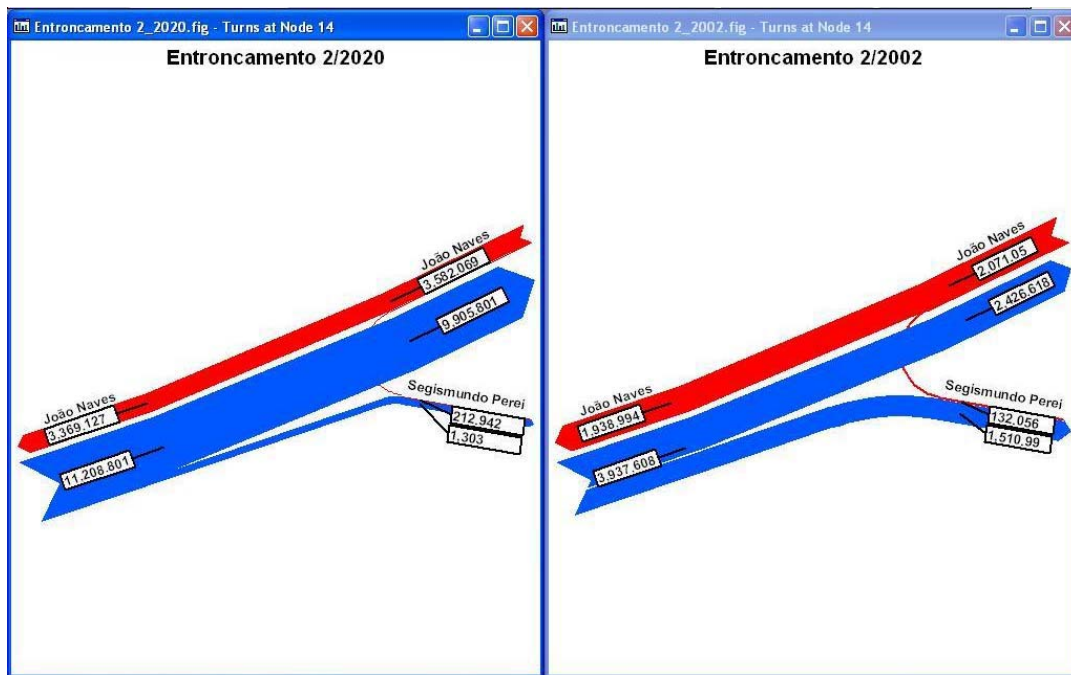 Entroncamento 2_2020.fig - Turns at Node 14
Entroncamento 2/2020
João Naves
3.582.069
9.905.801
Segismundo Perei
212.942
1,303
João Naves
3.369.127
11.208.801
Entroncamento 2_2002.fig - Turns at Node 14
Entroncamento 2/2002
João Naves
2,071.05
2.426.618
Segismundo Perei
132.056
1,510.99
João Naves
1.938.994
3.937.608